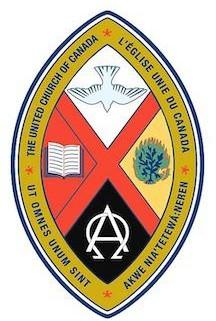 THE UNITED CHURCH OF CANADA
L'ÉGLISE UNIE DU CANADA
AKWE NIA'TETEWÁ:NEREN
UT OMNES UNUM SINT
ΑΩ